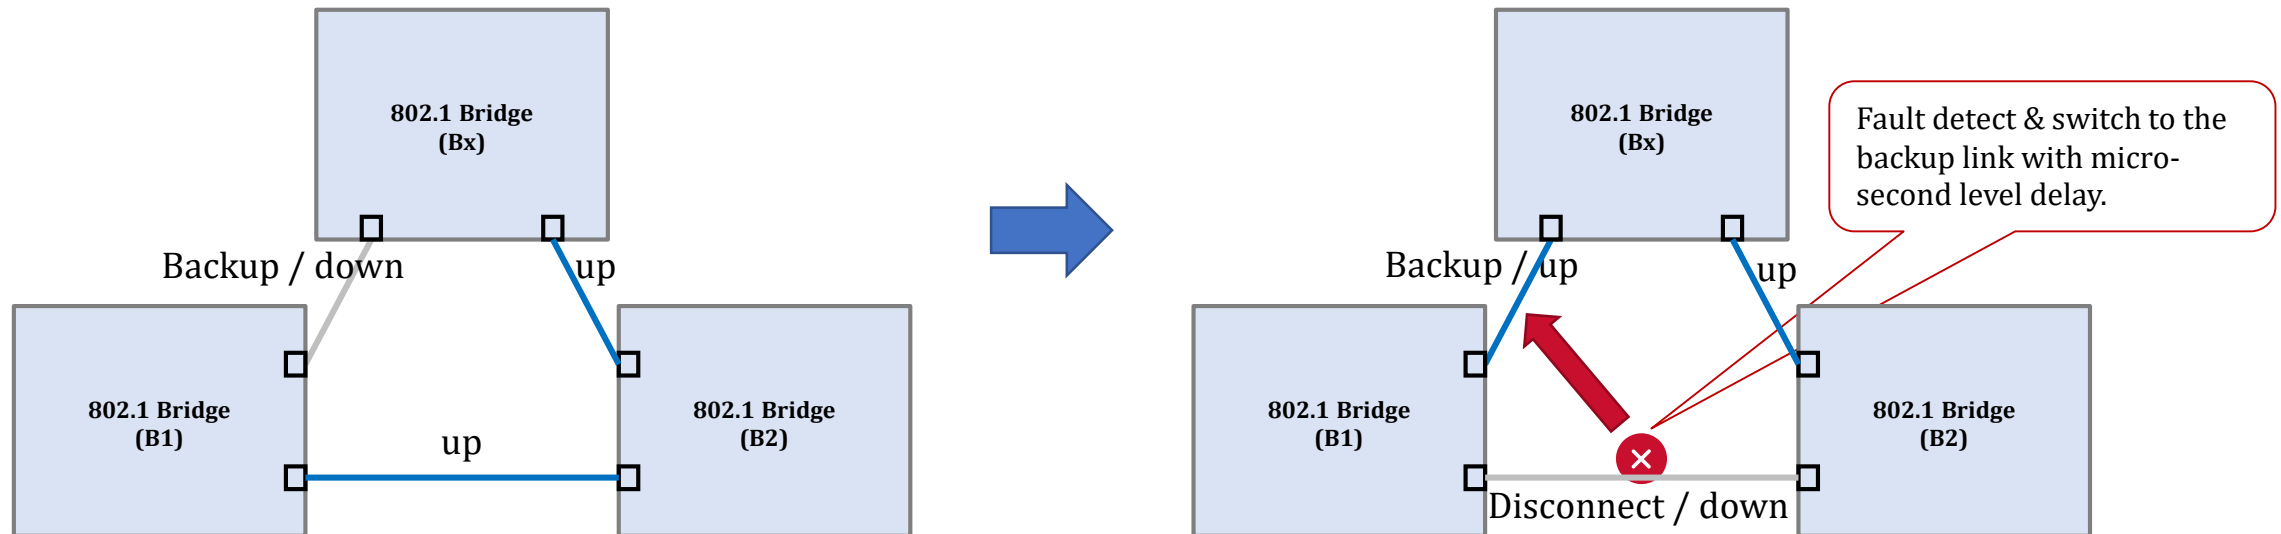 802.1 Bridge
(Bx)
Backup / down
up
802.1 Bridge
(B1)
up
802.1 Bridge
(B2)
802.1 Bridge
(Bx)
Fault detect & switch to the
backup link with micro-
second level delay.
Backup / up
up
802.1 Bridge
(B1)
802.1 Bridge
(B2)
Disconnect / down